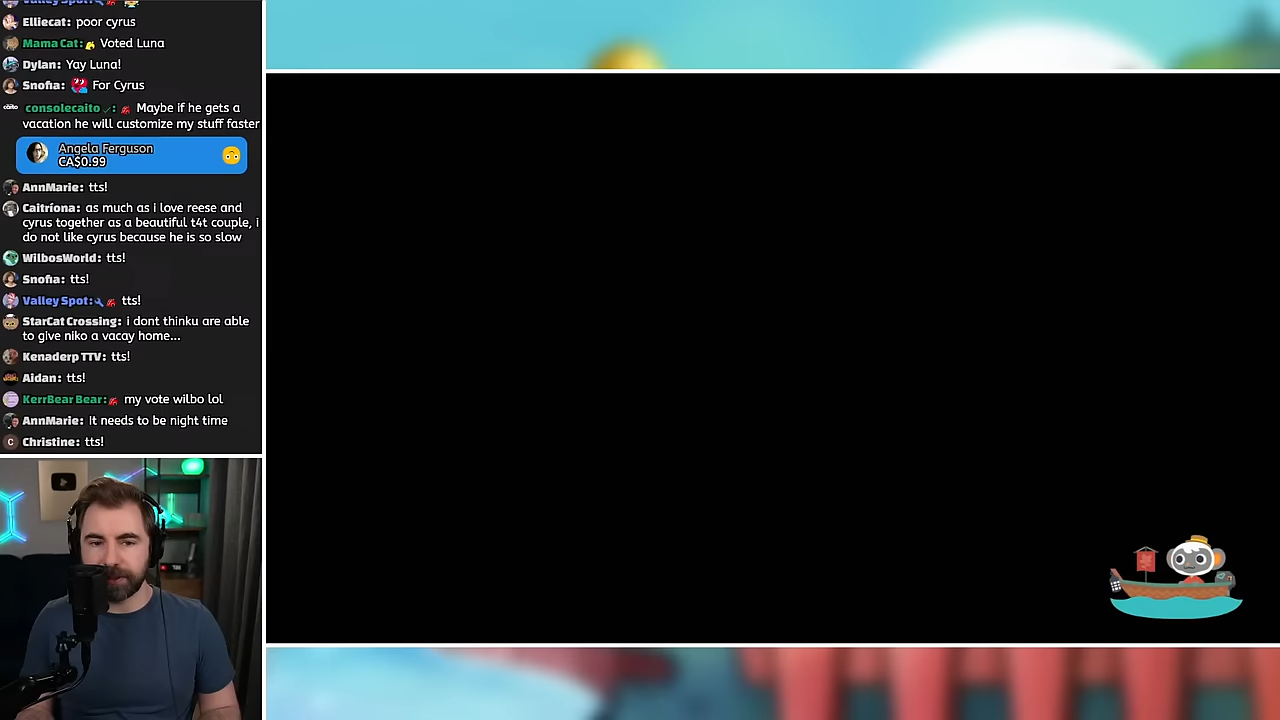 Valley Spot:
Elliecat: poor cyrus
Mama Cat: Voted Luna
Dylan: Yay Luna!
Snofia: For Cyrus
consolecaito: Maybe if he gets a
vacation he will customize my stuff faster
Angela Ferguson
CA$0.99
AnnMarie: tts!
Caitríona: as much as i love reese and
cyrus together as a beautiful t4t couple, i
do not like cyrus because he is so slow
WilbosWorld: tts!
Snofia: tts!
Valley Spot: tts!
StarCat Crossing: i dont thinku are able
to give niko a vacay home...
Kenaderp TTV: tts!
Aidan: tts!
KerrBear Bear: my vote wilbo lol
AnnMarie: It needs to be night time
C Christine: tts!